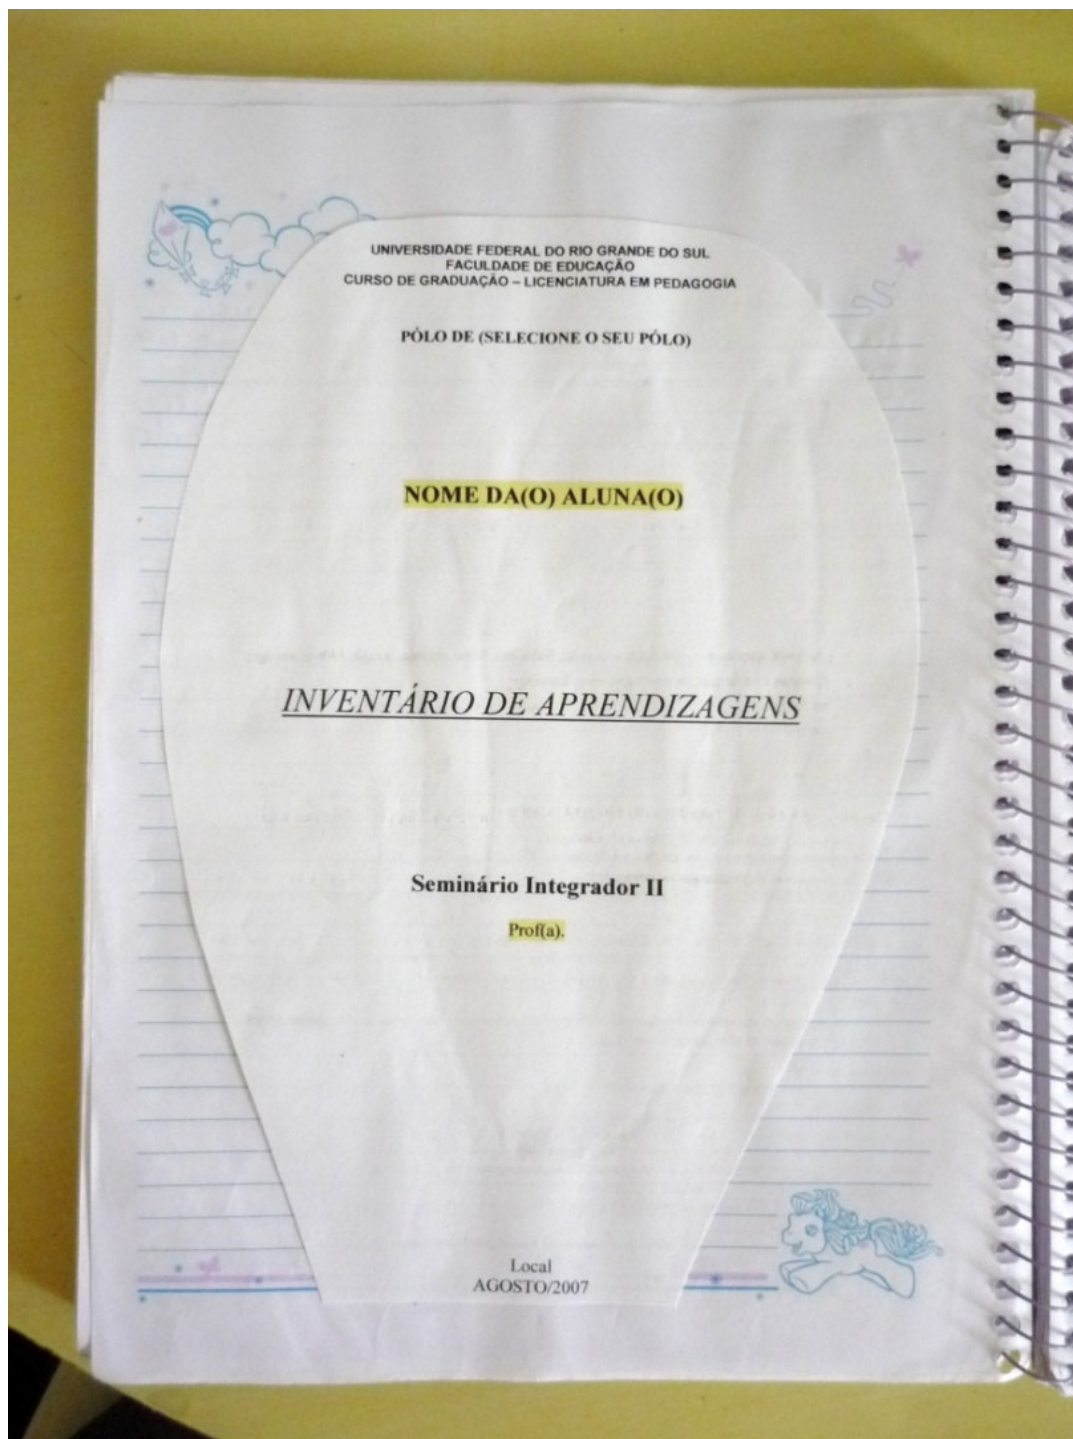 UNIVERSIDADE FEDERAL DO RIO GRANDE DO SUL
FACULDADE DE EDUCAÇÃO
CURSO DE GRADUAÇÃO – LICENCIATURA EM PEDAGOGIA
PÓLO DE (SELECIONE O SEU PÓLO)
NOME DA(O) ALUNA(O)
INVENTÁRIO DE APRENDIZAGENS
Seminário Integrador II
Prof(a).
Local
AGOSTO/2007